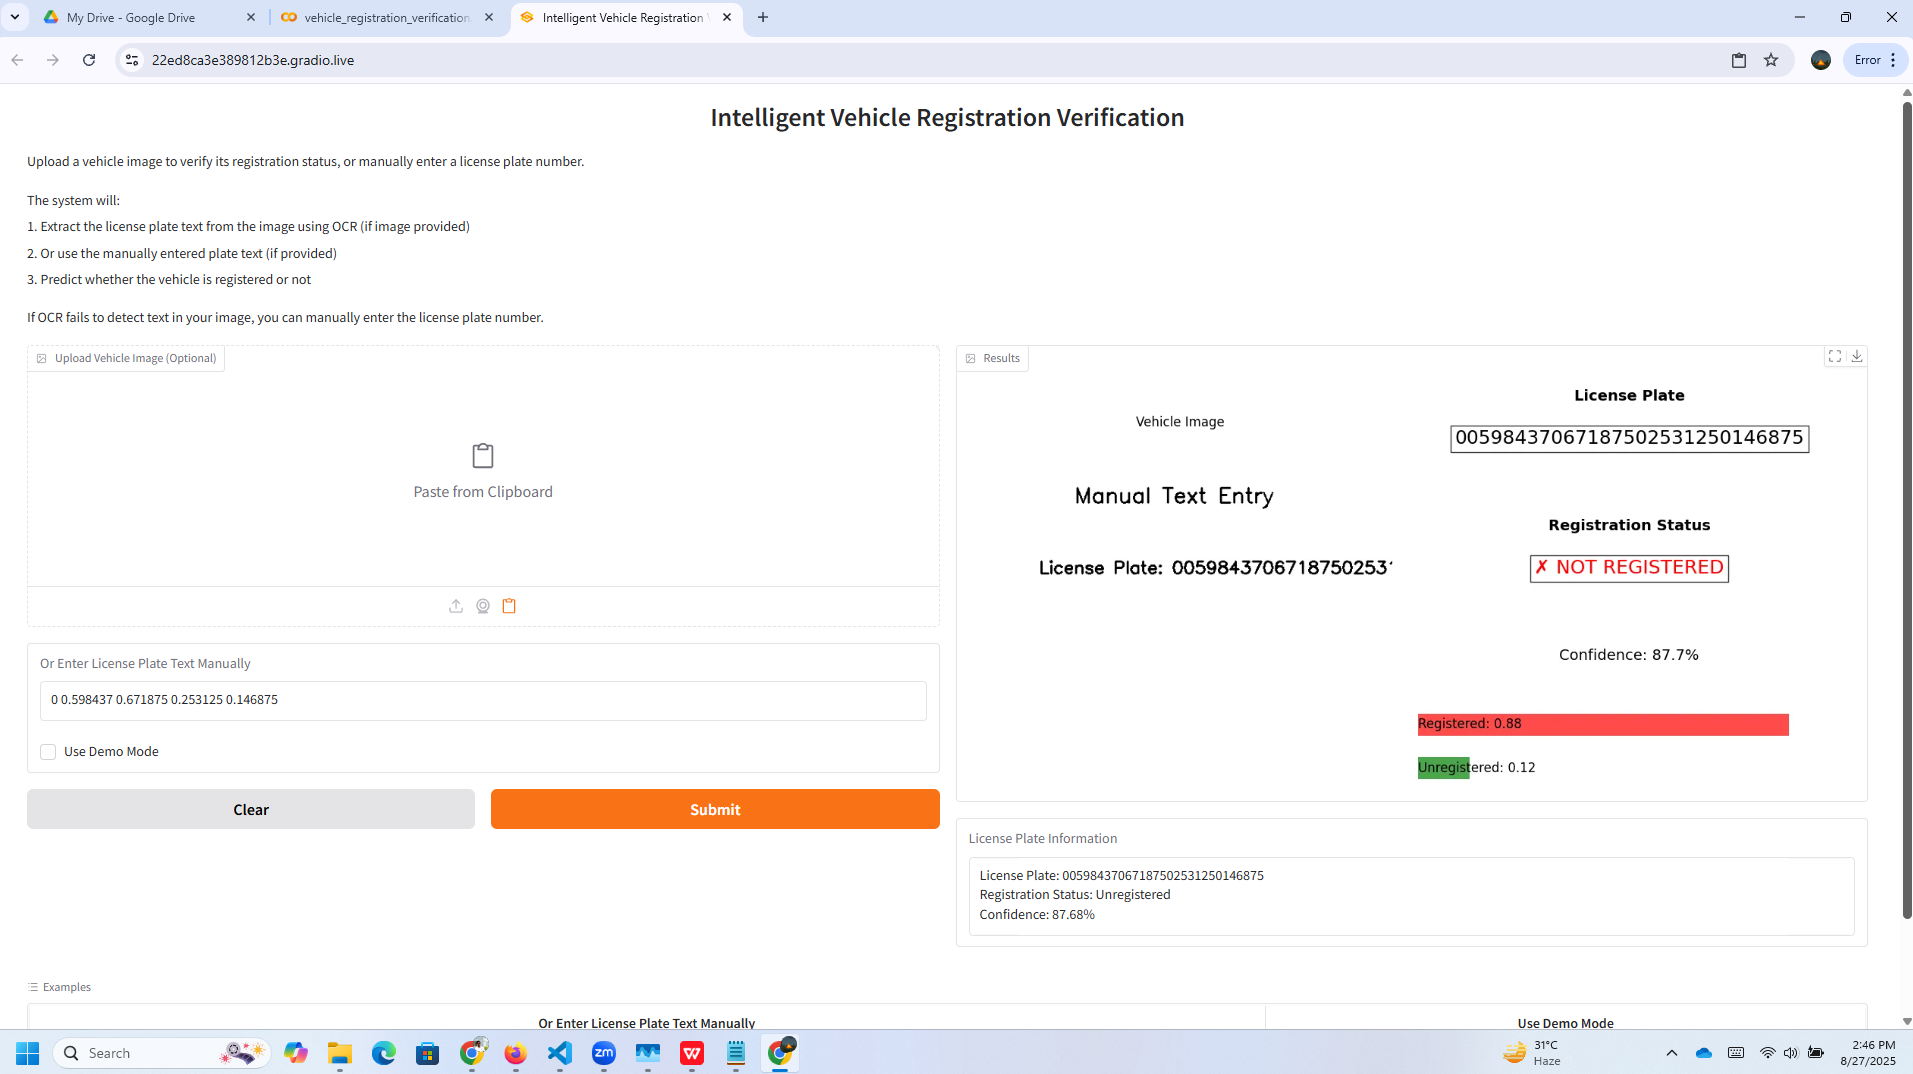 My Drive - Google Drive
vehicle_registration_verification
Intelligent Vehicle Registration
22ed8ca3e389812b3e.gradio.live
Error
Intelligent Vehicle Registration Verification
Upload a vehicle image to verify its registration status, or manually enter a license plate number.
The system will:
1. Extract the license plate text from the image using OCR (if image provided)
2. Or use the manually entered plate text (if provided)
3. Predict whether the vehicle is registered or not
If OCR fails to detect text in your image, you can manually enter the license plate number.
Upload Vehicle Image (Optional)
Paste from Clipboard
Or Enter License Plate Text Manually
0 0.598437 0.671875 0.253125 0.146875
Use Demo Mode
Clear
Submit
Results
Vehicle Image
Manual Text Entry
License Plate: 0059843706718750253
License Plate
00598437067187502531250146875
Registration Status
✗ NOT REGISTERED
Confidence: 87.7%
Registered: 0.88
Unregistered: 0.12
License Plate Information
License Plate: 00598437067187502531250146875
Registration Status: Unregistered
Confidence: 87.68%
Examples
Or Enter License Plate Text Manually
Use Demo Mode
Search
zm
W
31°C
Haze
2:46 PM
8/27/2025